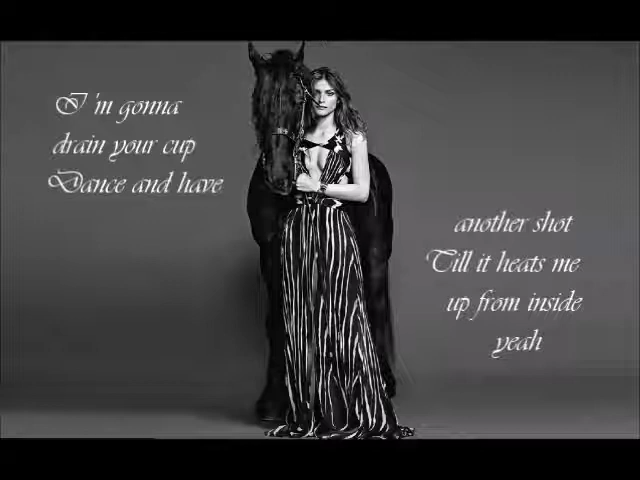 I'm gonna
drain your cup
Dance and have
another shot
Till it heats me
up from inside
yeah